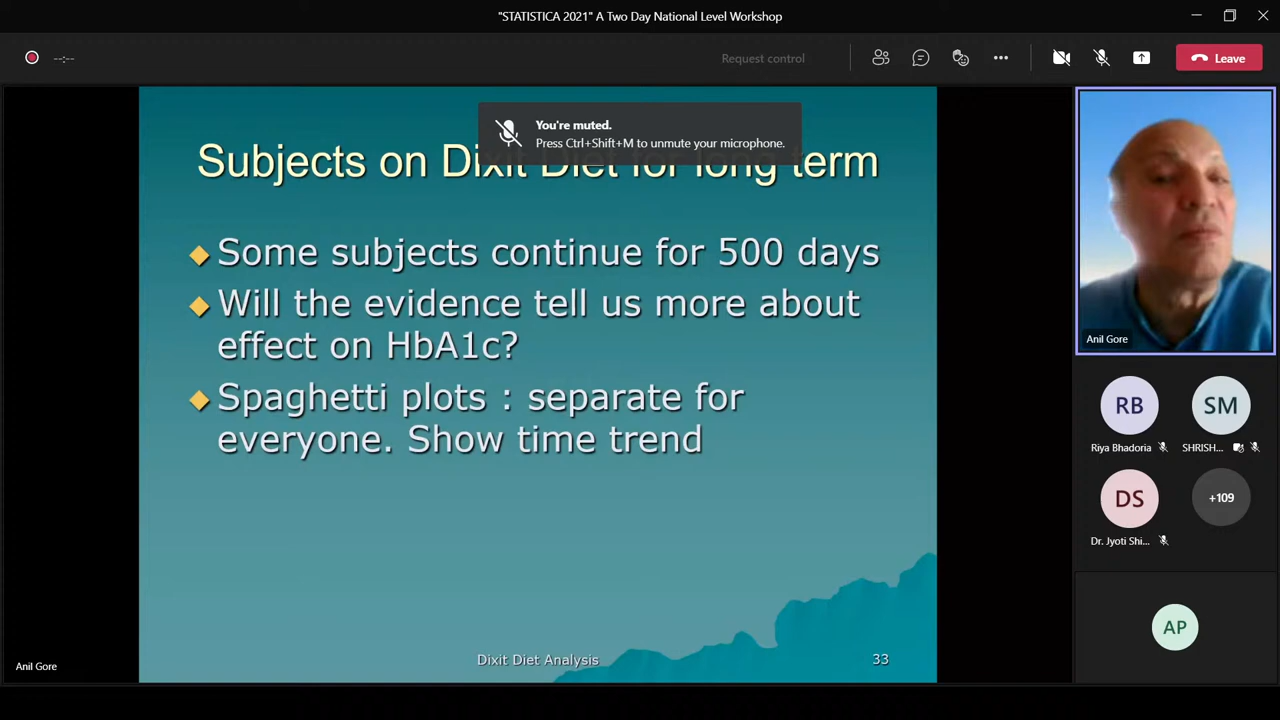 "STATISTICA 2021" A Two Day National Level Workshop
--:--
Request control
Leave
You're muted.
Press Ctrl+Shift+M to unmute your microphone.
Subjects on Dixit Diet for long term
Some subjects continue for 500 days
Will the evidence tell us more about
effect on HbA1c?
Spaghetti plots : separate for
everyone. Show time trend
Dixit Diet Analysis
33
Anil Gore
Anil Gore
RB
SM
Riya Bhadoria
SHRISH...
DS
+109
Dr. Jyoti Shi...
AP